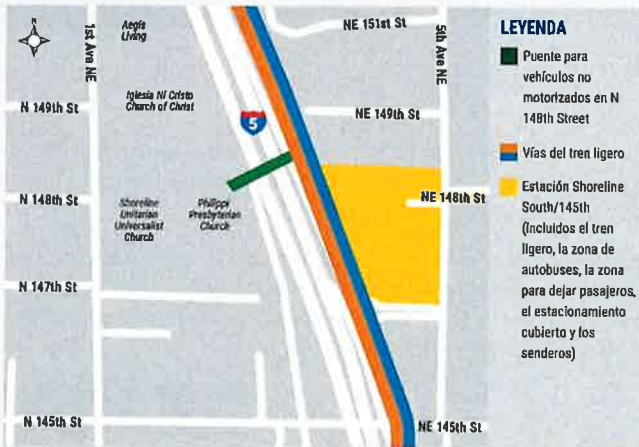 1st Ave NE
Aegis
Living
NE 151st St
5th Ave NE
Iglesia Ni Cristo
Church of Christ
N 149th St
5
NE 149th St
N 148th St
NE 148th St
Shoreline
Unitarian
Universalist
Church
Philippi
Presbyterian
Church
N 147th St
N 145th St
NE 145th St
LEYENDA
Puente para
vehículos no
motorizados en N
148th Street
Vías del tren ligero
Estación Shoreline
South/145th
(Incluidos el tren
ligero, la zona de
autobuses, la zona
para dejar pasajeros,
el estacionamiento
cubierto y los
senderos)